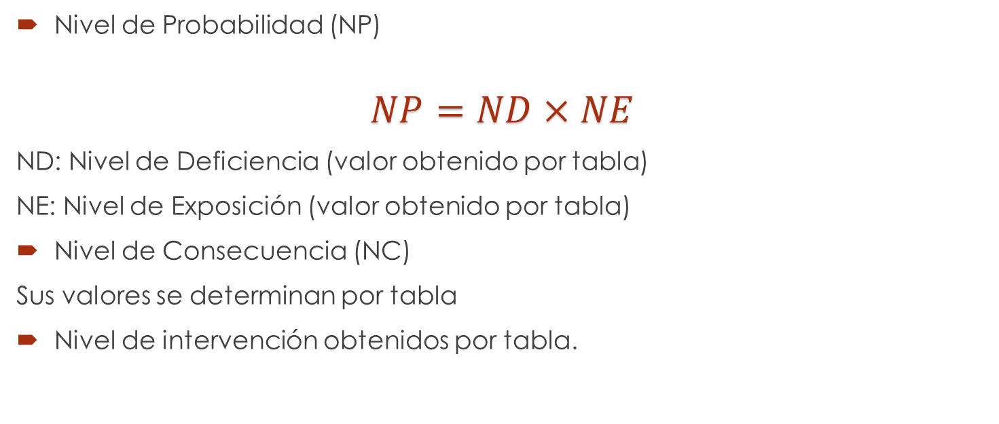 Nivel de Probabilidad (NP)
NP = ND × NE
ND: Nivel de Deficiencia (valor obtenido por tabla)
NE: Nivel de Exposición (valor obtenido por tabla)
Nivel de Consecuencia (NC)
Sus valores se determinan por tabla
Nivel de intervención obtenidos por tabla.